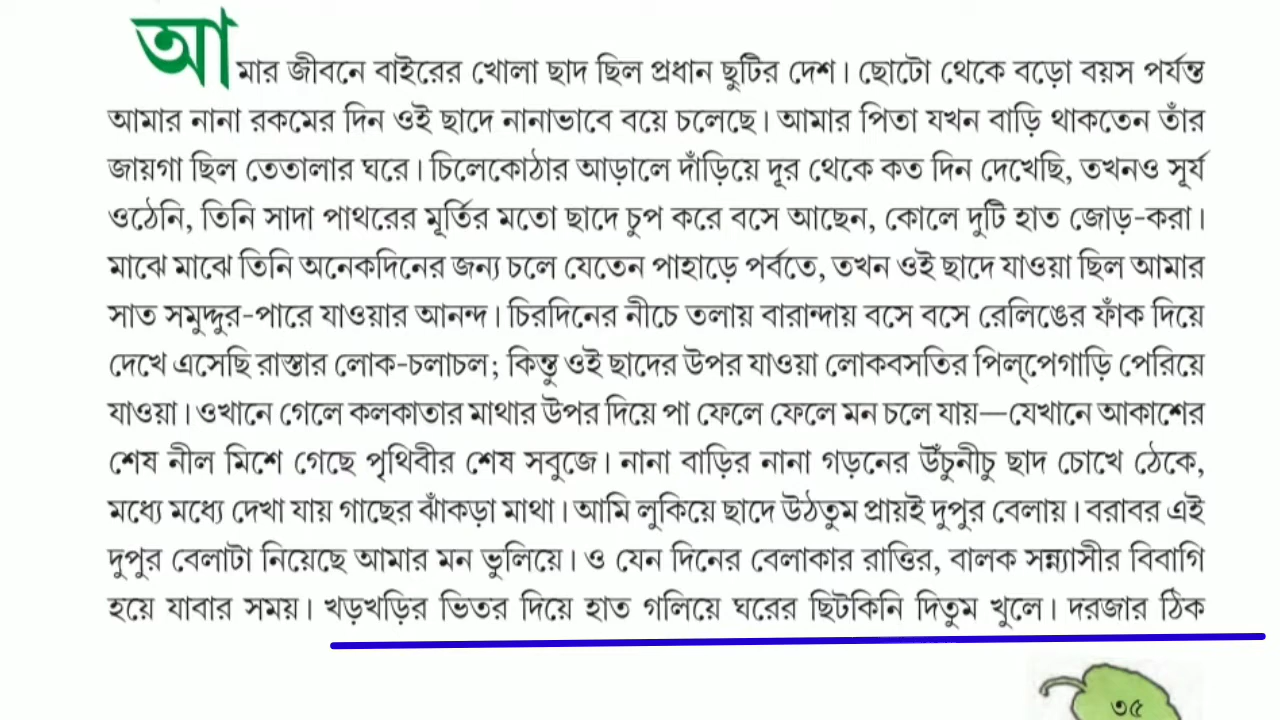 আমার জীবনে বাইরের খোলা ছাদ ছিল প্রধান ছুটির দেশ। ছোটো থেকে বড়ো বয়স পর্যন্ত
আমার নানা রকমের দিন ওই ছাদে নানাভাবে বয়ে চলেছে। আমার পিতা যখন বাড়ি থাকতেন তাঁর
জায়গা ছিল তেতালার ঘরে। চিলেকোঠার আড়ালে দাঁড়িয়ে দূর থেকে কত দিন দেখেছি, তখনও সূর্য
ওঠেনি, তিনি সাদা পাথরের মূর্তির মতো ছাদে চুপ করে বসে আছেন, কোলে দুটি হাত জোড়-করা।
মাঝে মাঝে তিনি অনেকদিনের জন্য চলে যেতেন পাহাড়ে পর্বতে, তখন ওই ছাদে যাওয়া ছিল আমার
সাত সমুদ্দুর-পারে যাওয়ার আনন্দ। চিরদিনের নীচে তলায় বারান্দায় বসে বসে রেলিঙের ফাঁক দিয়ে
দেখে এসেছি রাস্তার লোক-চলাচল; কিন্তু ওই ছাদের উপর যাওয়া লোকবসতির পিল্‌পেগাড়ি পেরিয়ে
যাওয়া। ওখানে গেলে কলকাতার মাথার উপর দিয়ে পা ফেলে ফেলে মন চলে যায়—যেখানে আকাশের
শেষ নীল মিশে গেছে পৃথিবীর শেষ সবুজে। নানা বাড়ির নানা গড়নের উঁচুনীচু ছাদ চোখে ঠেকে,
মধ্যে মধ্যে দেখা যায় গাছের ঝাঁকড়া মাথা। আমি লুকিয়ে ছাদে উঠতুম প্রায়ই দুপুর বেলায়। বরাবর এই
দুপুর বেলাটা নিয়েছে আমার মন ভুলিয়ে। ও যেন দিনের বেলাকার রাত্তির, বালক সন্ন্যাসীর বিবাগি
হয়ে যাবার সময়। খড়খড়ির ভিতর দিয়ে হাত গলিয়ে ঘরের ছিটকিনি দিতুম খুলে। দরজার ঠিক
৩৫